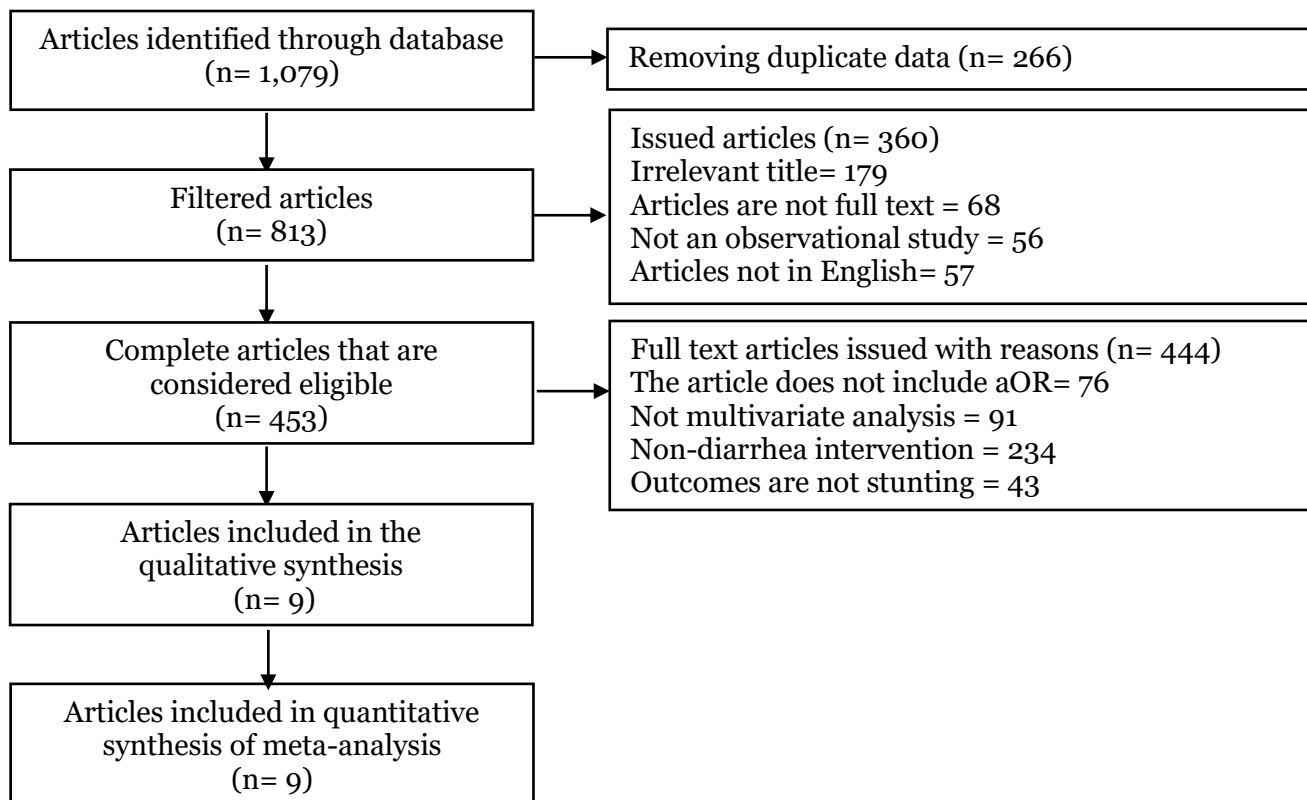 Articles identified through database
(n= 1,079)
Removing duplicate data (n= 266)
Filtered articles
(n= 813)
Issued articles (n= 360)
Irrelevant title= 179
Articles are not full text = 68
Not an observational study = 56
Articles not in English= 57
Complete articles that are
considered eligible
(n= 453)
Full text articles issued with reasons (n= 444)
The article does not include aOR= 76
Not multivariate analysis = 91
Non-diarrhea intervention = 234
Outcomes are not stunting = 43
Articles included in the
qualitative synthesis
(n= 9)
Articles included in quantitative
synthesis of meta-analysis
(n= 9)